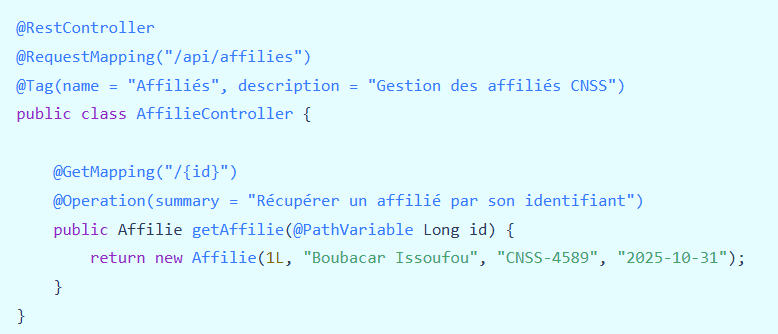 @RestController
@RequestMapping("/api/affilies")
@Tag(name = "Affiliés", description = "Gestion des affiliés CNSS")
public class AffilieController {
@GetMapping("/{id}")
@Operation(summary = "Récupérer un affilié par son identifiant")
public Affilie getAffilie(@PathVariable Long id) {
return new Affilie(1L, "Boubacar Issoufou", "CNSS-4589", "2025-10-31");
}
}